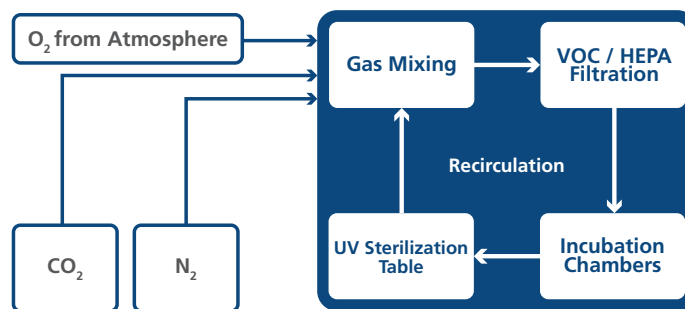 O₂ from Atmosphere
Gas Mixing
VOC / HEPA
Filtration
Recirculation
CO₂
N₂
UV Sterilization
Table
Incubation
Chambers